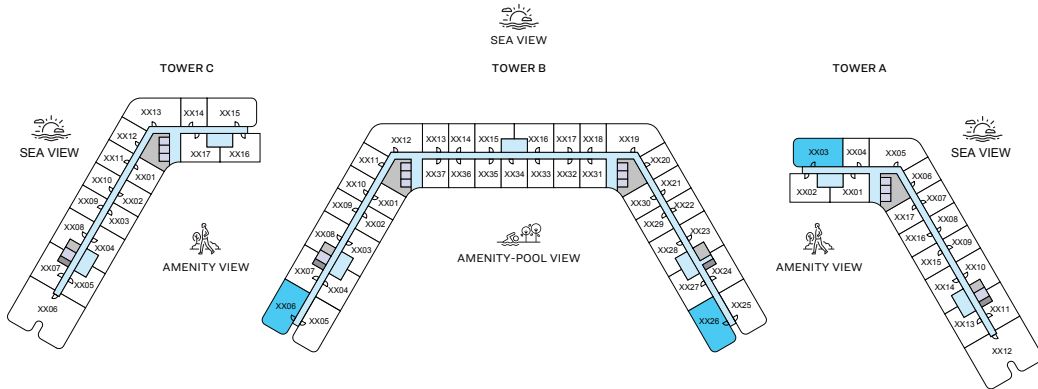 SEA VIEW
TOWER C
TOWER B
TOWER A
SEA VIEW
XX13
XX14
XX15
XX12
XX11
XX10
XX09
XX08
XX07
XX06
XX17
XX16
XX01
XX02
XX03
XX04
XX05
AMENITY VIEW
XX12
XX13
XX14
XX15
XX16
XX17
XX18
XX19
XX11
XX10
XX09
XX08
XX07
XX06
XX37
XX36
XX35
XX34
XX33
XX32
XX31
XX01
XX02
XX03
XX04
XX05
XX20
XX21
XX22
XX23
XX24
XX25
XX30
XX29
XX28
XX27
XX26
AMENITY-POOL VIEW
SEA VIEW
XX03
XX04
XX05
XX02
XX01
XX06
XX07
XX08
XX09
XX10
XX11
XX12
XX17
XX16
XX15
XX14
XX13
AMENITY VIEW